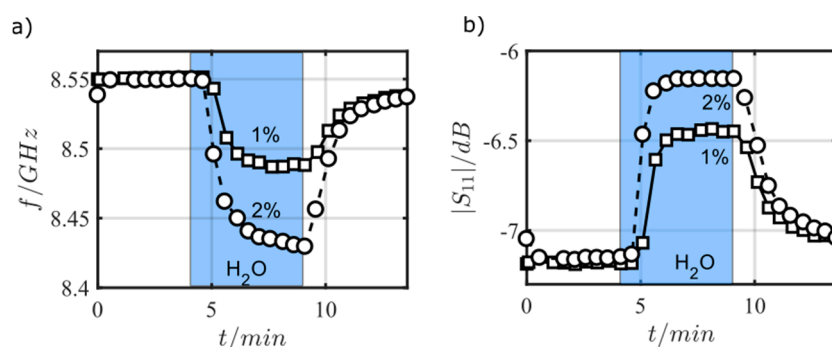 a)
8.55
8.5
8.45
8.4
f/GHz
1%
2%
H₂O
0
5
10
t/min
b)
-6
-6.5
-7
|S₁₁|/dB
2%
1%
H₂O
0
5
10
t/min